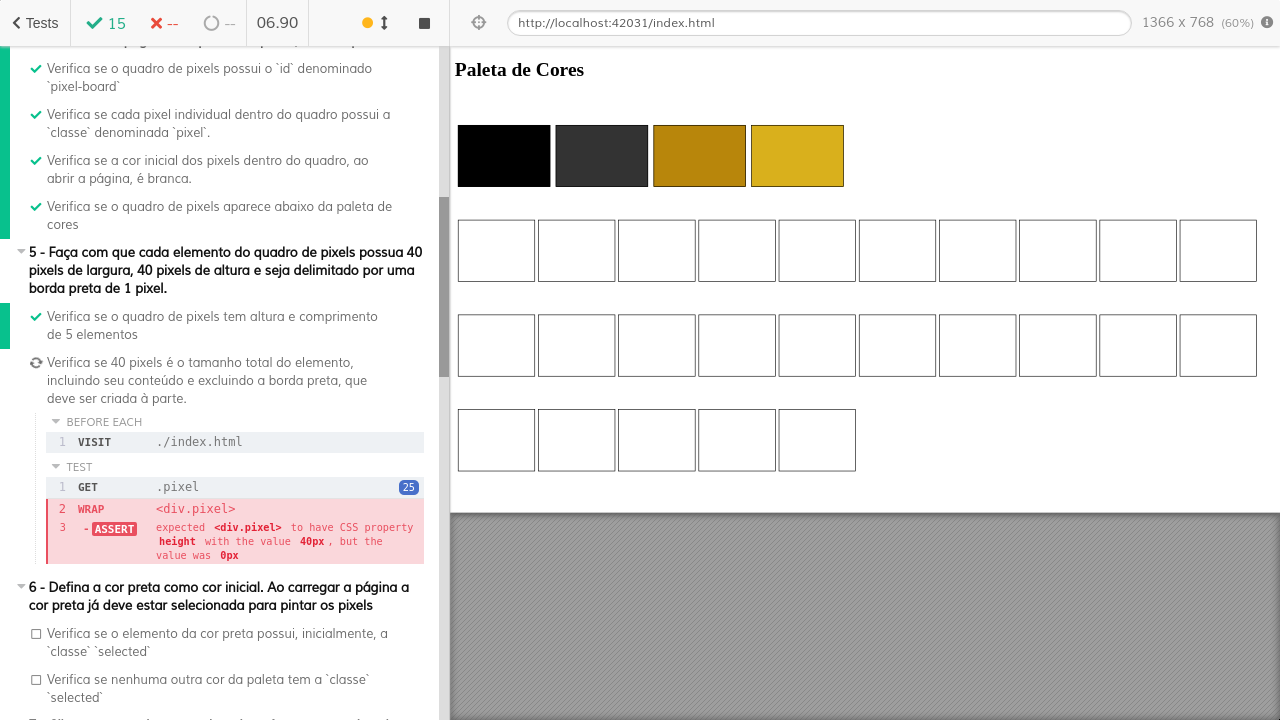 Tests
15
--
--
06.90
http://localhost:42031/index.html
1366 x 768 (60%)
Verifica se o quadro de pixels possui o `id` denominado
`pixel-board`
Verifica se cada pixel individual dentro do quadro possui a
`classe` denominada `pixel`.
Verifica se a cor inicial dos pixels dentro do quadro, ao
abrir a página, é branca.
Verifica se o quadro de pixels aparece abaixo da paleta de
cores
5 - Faça com que cada elemento do quadro de pixels possua 40
pixels de largura, 40 pixels de altura e seja delimitado por uma
borda preta de 1 pixel.
Verifica se o quadro de pixels tem altura e comprimento
de 5 elementos
Verifica se 40 pixels é o tamanho total do elemento,
incluindo seu conteúdo e excluindo a borda preta, que
deve ser criada à parte.
BEFORE EACH
1 VISIT ./index.html
TEST
1 GET .pixel 25
2 WRAP <div.pixel>
3 -ASSERT expected <div.pixel> to have CSS property
height with the value 40px, but the
value was 0px
6 - Defina a cor preta como cor inicial. Ao carregar a página a
cor preta já deve estar selecionada para pintar os pixels
Verifica se o elemento da cor preta possui, inicialmente, a
`classe` `selected`
Verifica se nenhuma outra cor da paleta tem a `classe`
`selected`
Paleta de Cores